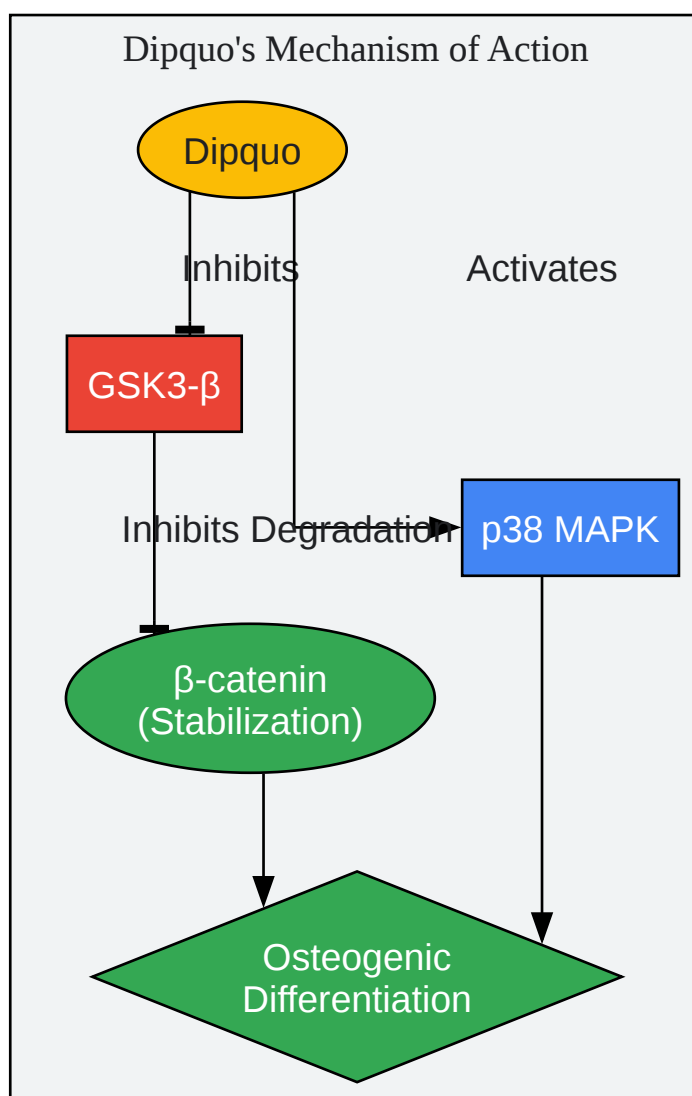 Dipquo's Mechanism of Action
Dipquo
Inhibits
Activates
GSK3-β
Inhibits Degradation
p38 MAPK
β-catenin
(Stabilization)
Osteogenic
Differentiation